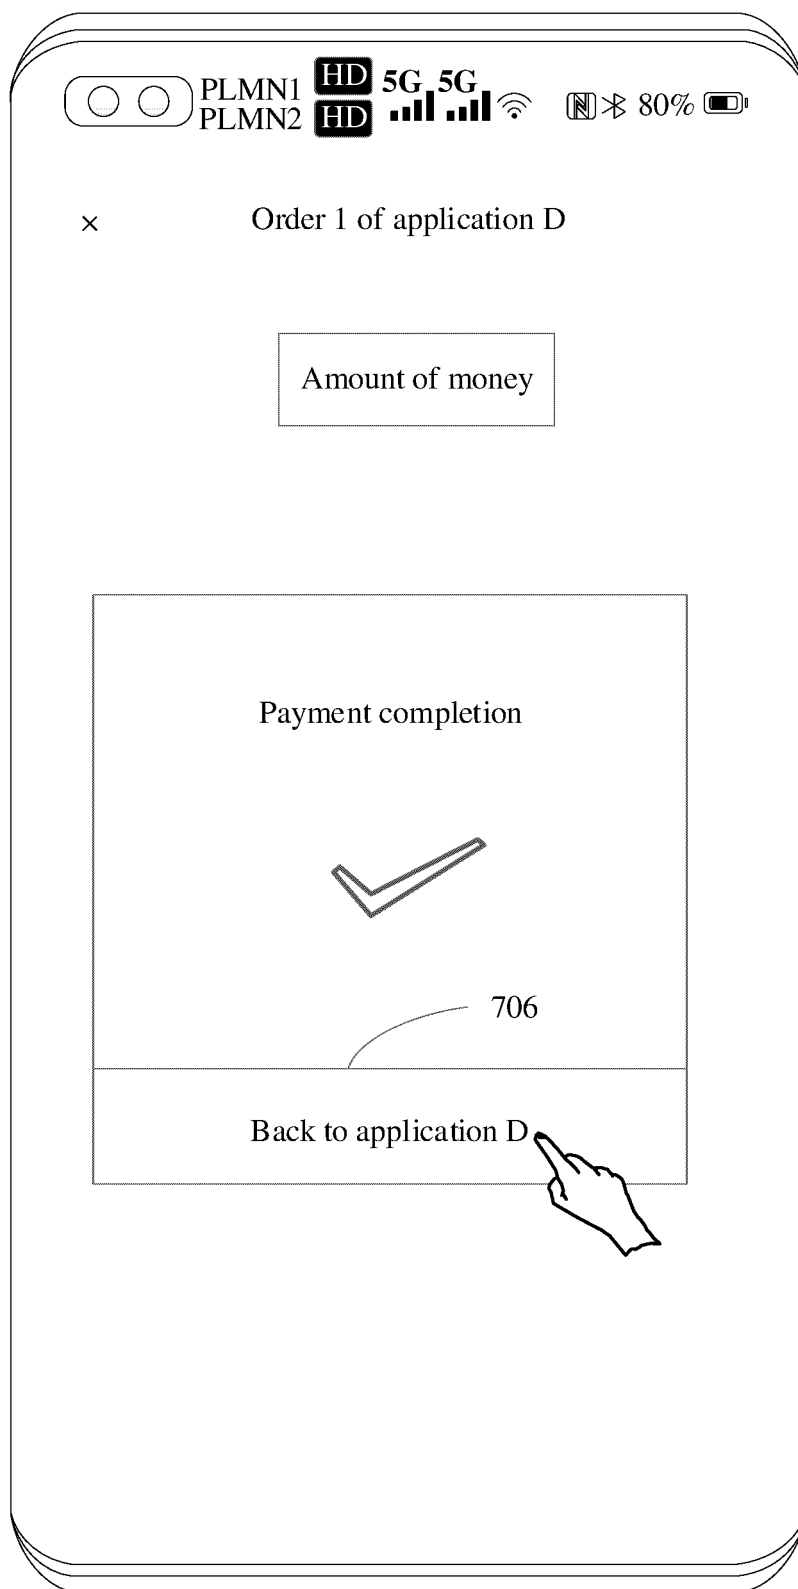 PLMN1 HD 5G 5G
PLMN2 HD 80%
× Order 1 of application D
Amount of money
Payment completion
706
Back to application D